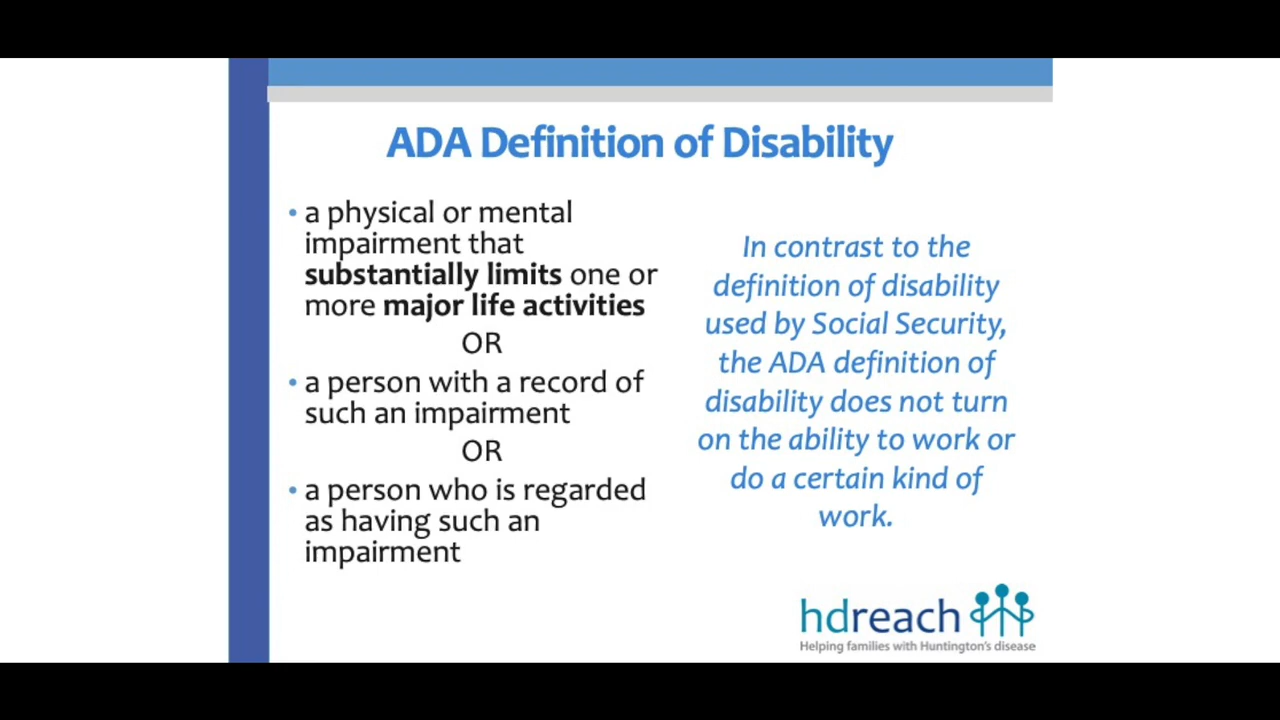 ADA Definition of Disability
• a physical or mental
impairment that
substantially limits one or
more major life activities
OR
• a person with a record of
such an impairment
OR
• a person who is regarded
as having such an
impairment
In contrast to the
definition of disability
used by Social Security,
the ADA definition of
disability does not turn
on the ability to work or
do a certain kind of
work.
hdreach
Helping families with Huntington's disease